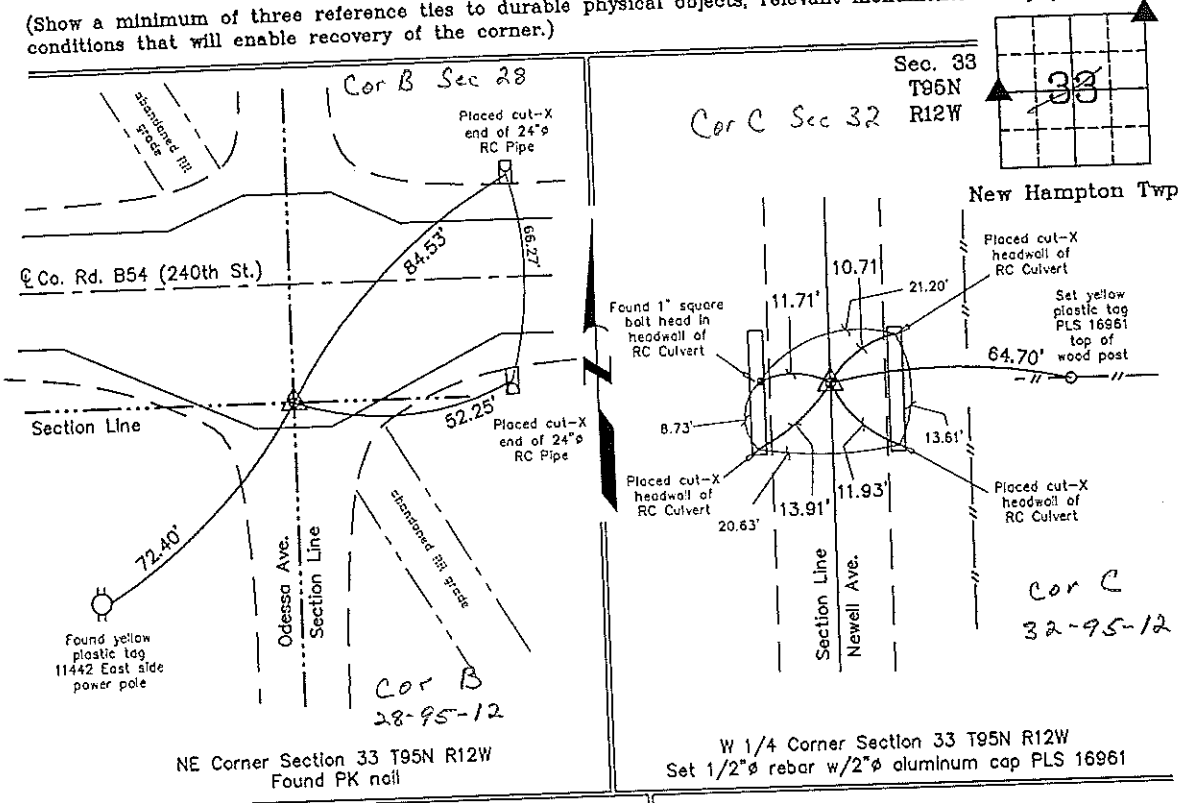 (Show a minimum of three reference ties to durable physical objects, relevant
conditions that will enable recovery of the corner.)
Cor B Sec 28
abandoned RR
grade
Placed cut-X
end of 24"ø
RC Pipe
84.53'
66.27'
℄ Co. Rd. B54 (240th St.)
Section Line
52.25'
Placed cut-X
end of 24"ø
RC Pipe
72.40'
Odessa Ave.
Section Line
abandoned RR grade
Found yellow
plastic tag
11442 East side
power pole
Cor B
28-95-12
NE Corner Section 33 T95N R12W
Found PK nail
Sec. 33
T95N
R12W
Cor C Sec 32
33
New Hampton Twp
Placed cut-X
headwall of
RC Culvert
10.71
21.20'
11.71'
Found 1" square
bolt head in
headwall of
RC Culvert
Set yellow
plastic tag
PLS 16961
top of
wood post
64.70'
8.73'
13.61'
Placed cut-X
headwall of
RC Culvert
20.63'
13.91'
11.93'
Placed cut-X
headwall of
RC Culvert
Section Line
Newell Ave.
Cor C
32-95-12
W 1/4 Corner Section 33 T95N R12W
Set 1/2"ø rebar w/2"ø aluminum cap PLS 16961